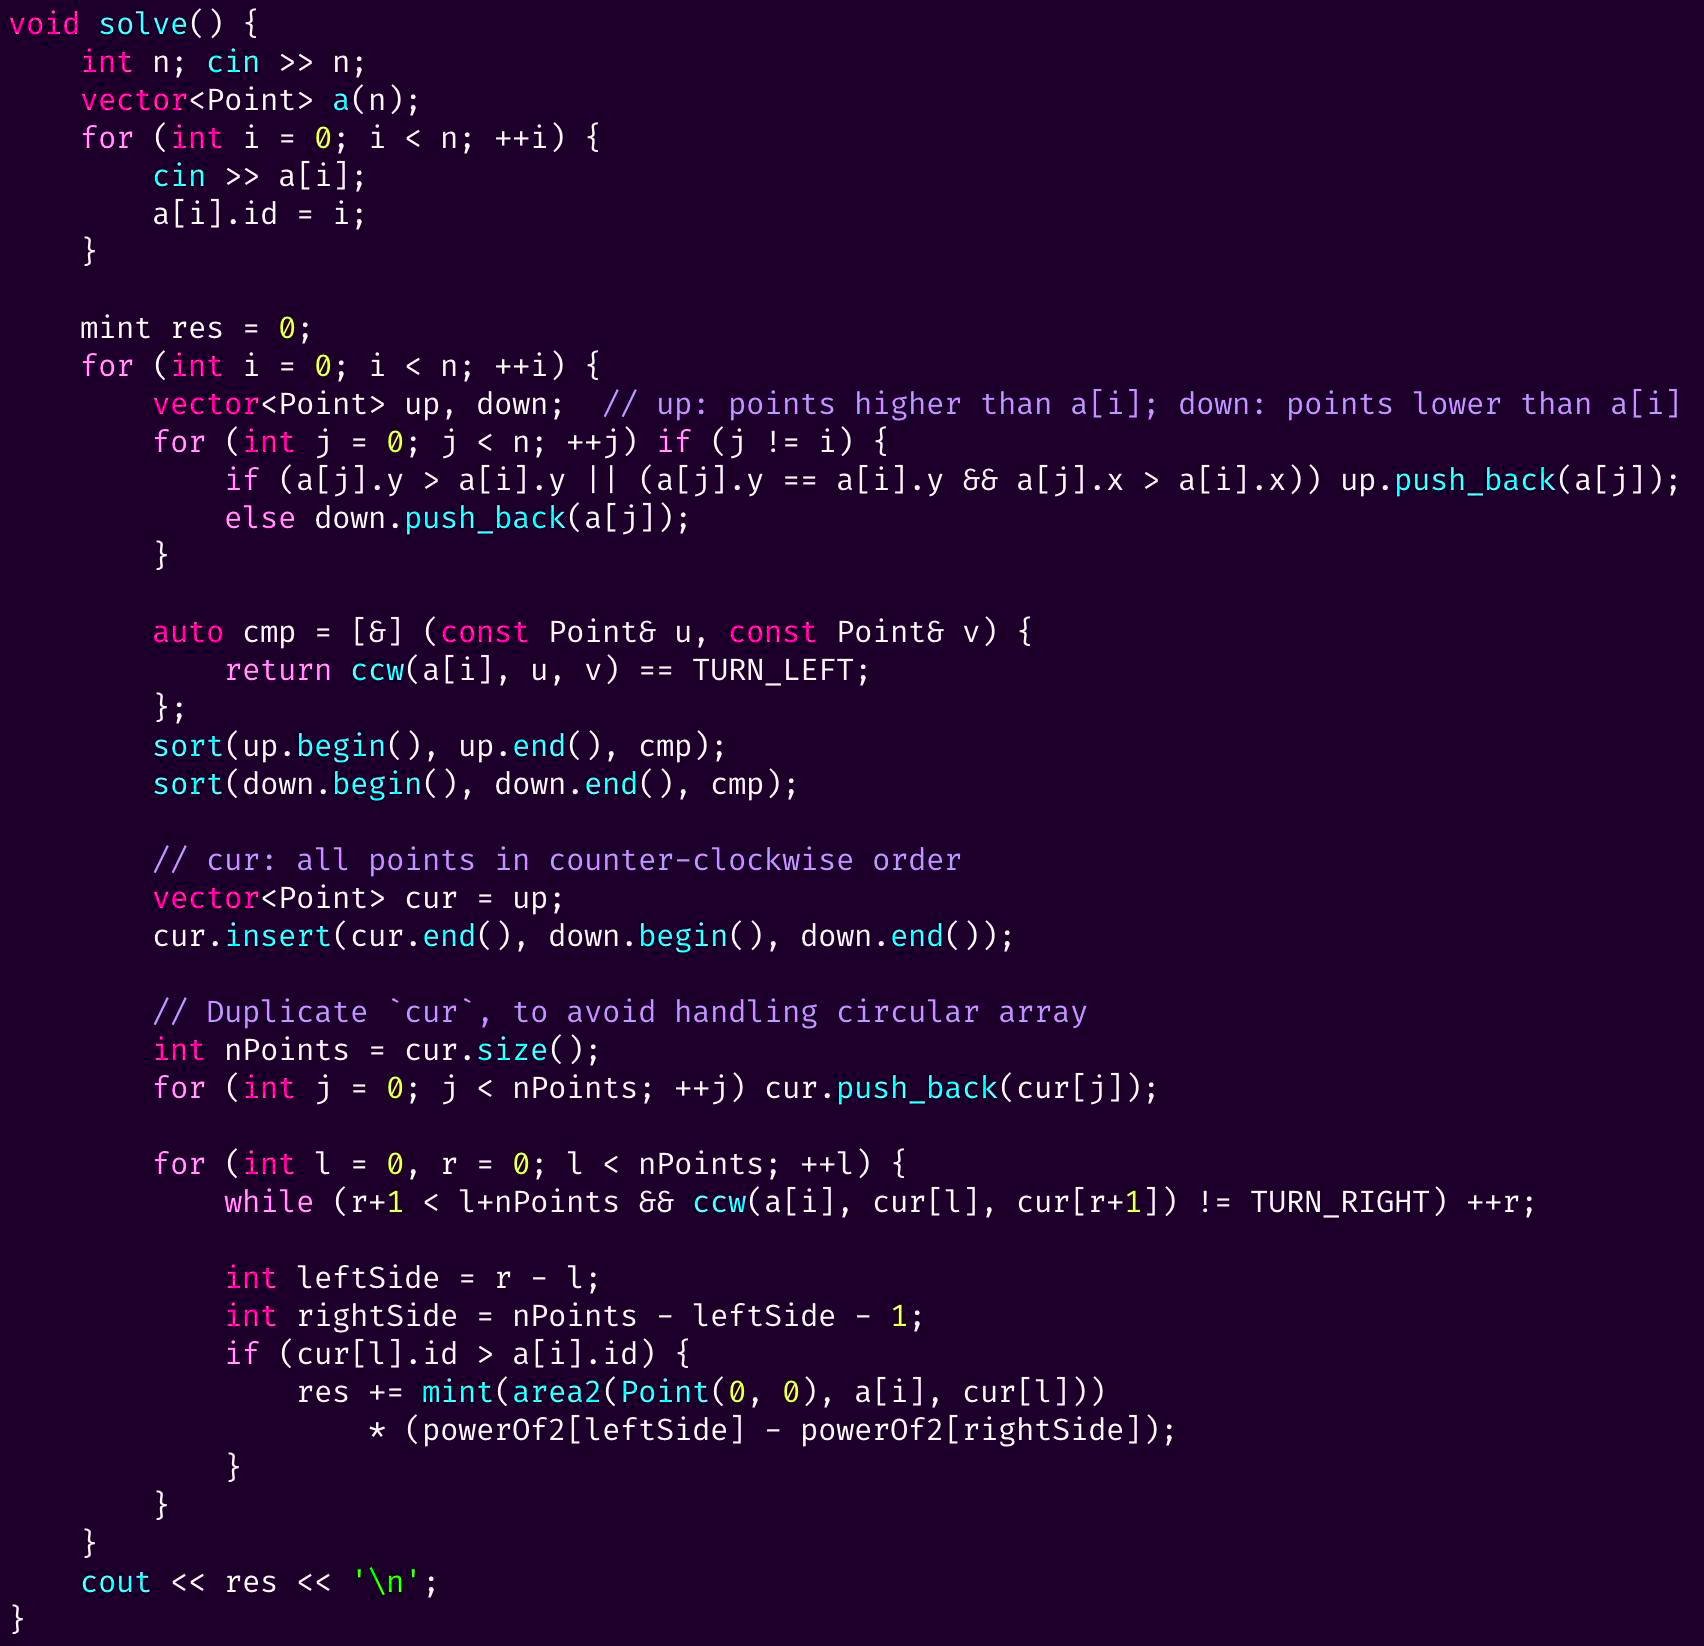 void solve() {
    int n; cin >> n;
    vector<Point> a(n);
    for (int i = 0; i < n; ++i) {
        cin >> a[i];
        a[i].id = i;
    }

    mint res = 0;
    for (int i = 0; i < n; ++i) {
        vector<Point> up, down;  // up: points higher than a[i]; down: points lower than a[i]
        for (int j = 0; j < n; ++j) if (j != i) {
            if (a[j].y > a[i].y || (a[j].y == a[i].y && a[j].x > a[i].x)) up.push_back(a[j]);
            else down.push_back(a[j]);
        }

        auto cmp = [&] (const Point& u, const Point& v) {
            return ccw(a[i], u, v) == TURN_LEFT;
        };
        sort(up.begin(), up.end(), cmp);
        sort(down.begin(), down.end(), cmp);

        // cur: all points in counter-clockwise order
        vector<Point> cur = up;
        cur.insert(cur.end(), down.begin(), down.end());

        // Duplicate `cur`, to avoid handling circular array
        int nPoints = cur.size();
        for (int j = 0; j < nPoints; ++j) cur.push_back(cur[j]);

        for (int l = 0, r = 0; l < nPoints; ++l) {
            while (r+1 < l+nPoints && ccw(a[i], cur[l], cur[r+1]) != TURN_RIGHT) ++r;

            int leftSide = r - l;
            int rightSide = nPoints - leftSide - 1;
            if (cur[l].id > a[i].id) {
                res += mint(area2(Point(0, 0), a[i], cur[l]))
                    * (powerOf2[leftSide] - powerOf2[rightSide]);
            }
        }
    }
    cout << res << '\n';
}